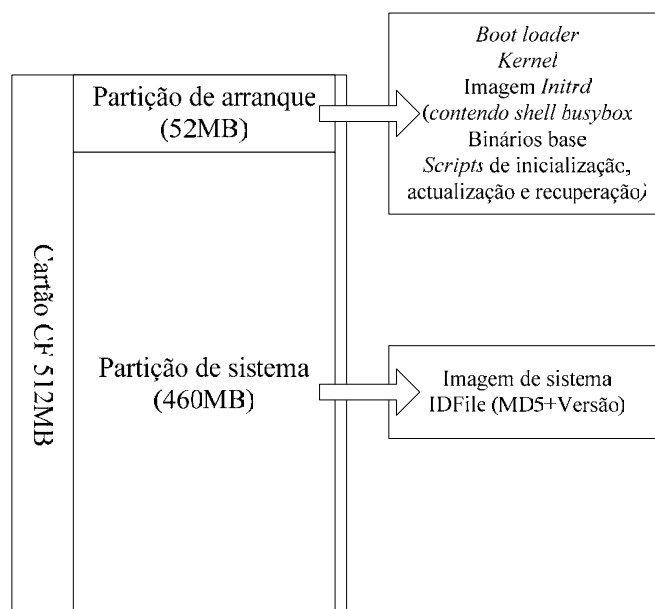 Cartão CF 512MB
Partição de arranque
(52MB)
Boot loader
Kernel
Imagem Initrd
(contendo shell busybox
Binários base
Scripts de inicialização,
actualização e recuperação)
Partição de sistema
(460MB)
Imagem de sistema
IDFile (MD5+Versão)